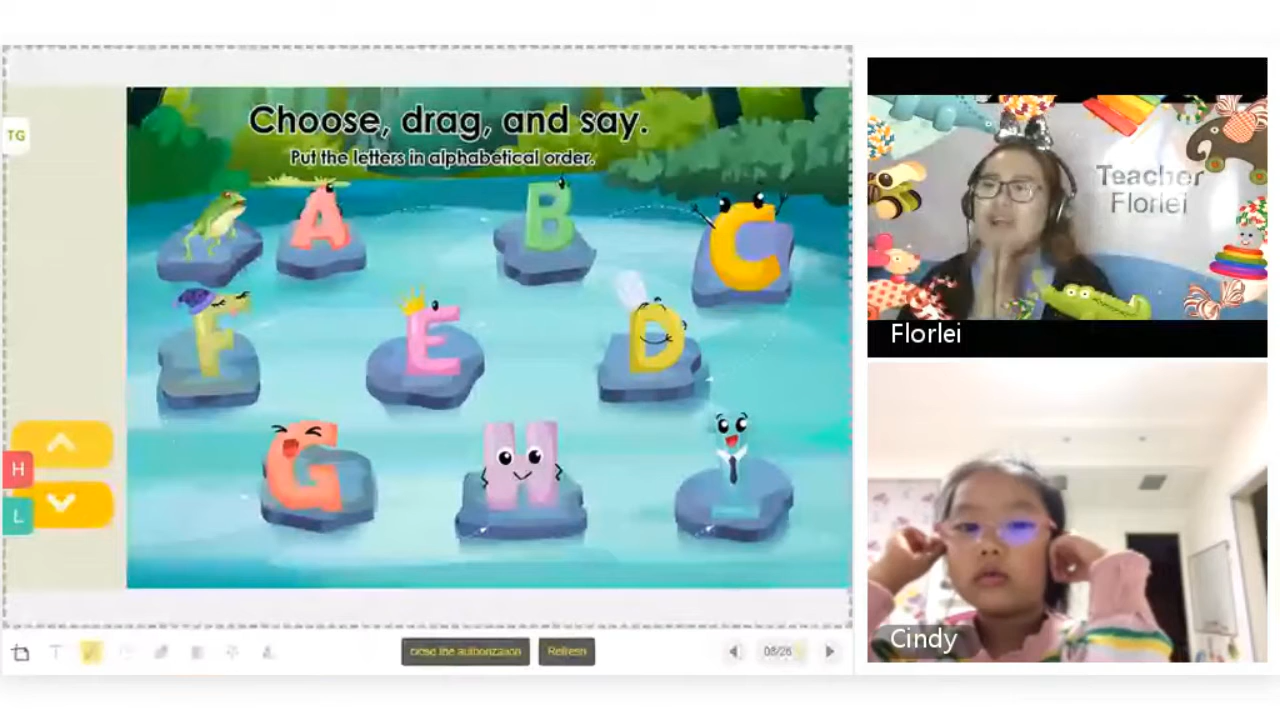 Choose, drag, and say.
Put the letters in alphabetical order.
TG
A
B
C
F
E
D
G
H
I
H
L
T
Close the authorization
Refresh
08/26
Teacher
Florlei
Florlei
Cindy